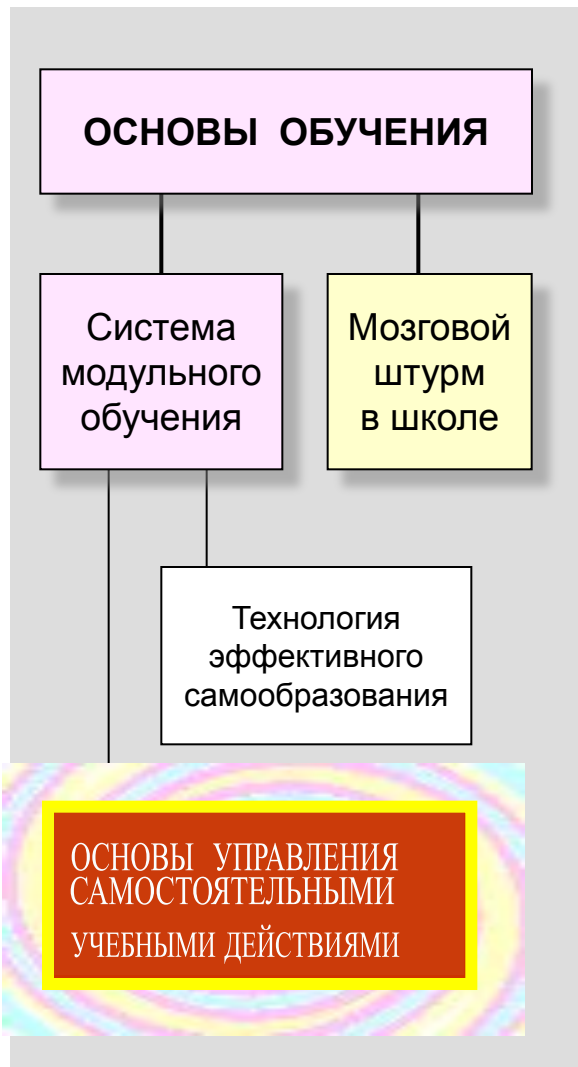 ОСНОВЫ ОБУЧЕНИЯ
Система
модульного
обучения
Мозговой
штурм
в школе
Технология
эффективного
самообразования
ОСНОВЫ УПРАВЛЕНИЯ
САМОСТОЯТЕЛЬНЫМИ
УЧЕБНЫМИ ДЕЙСТВИЯМИ